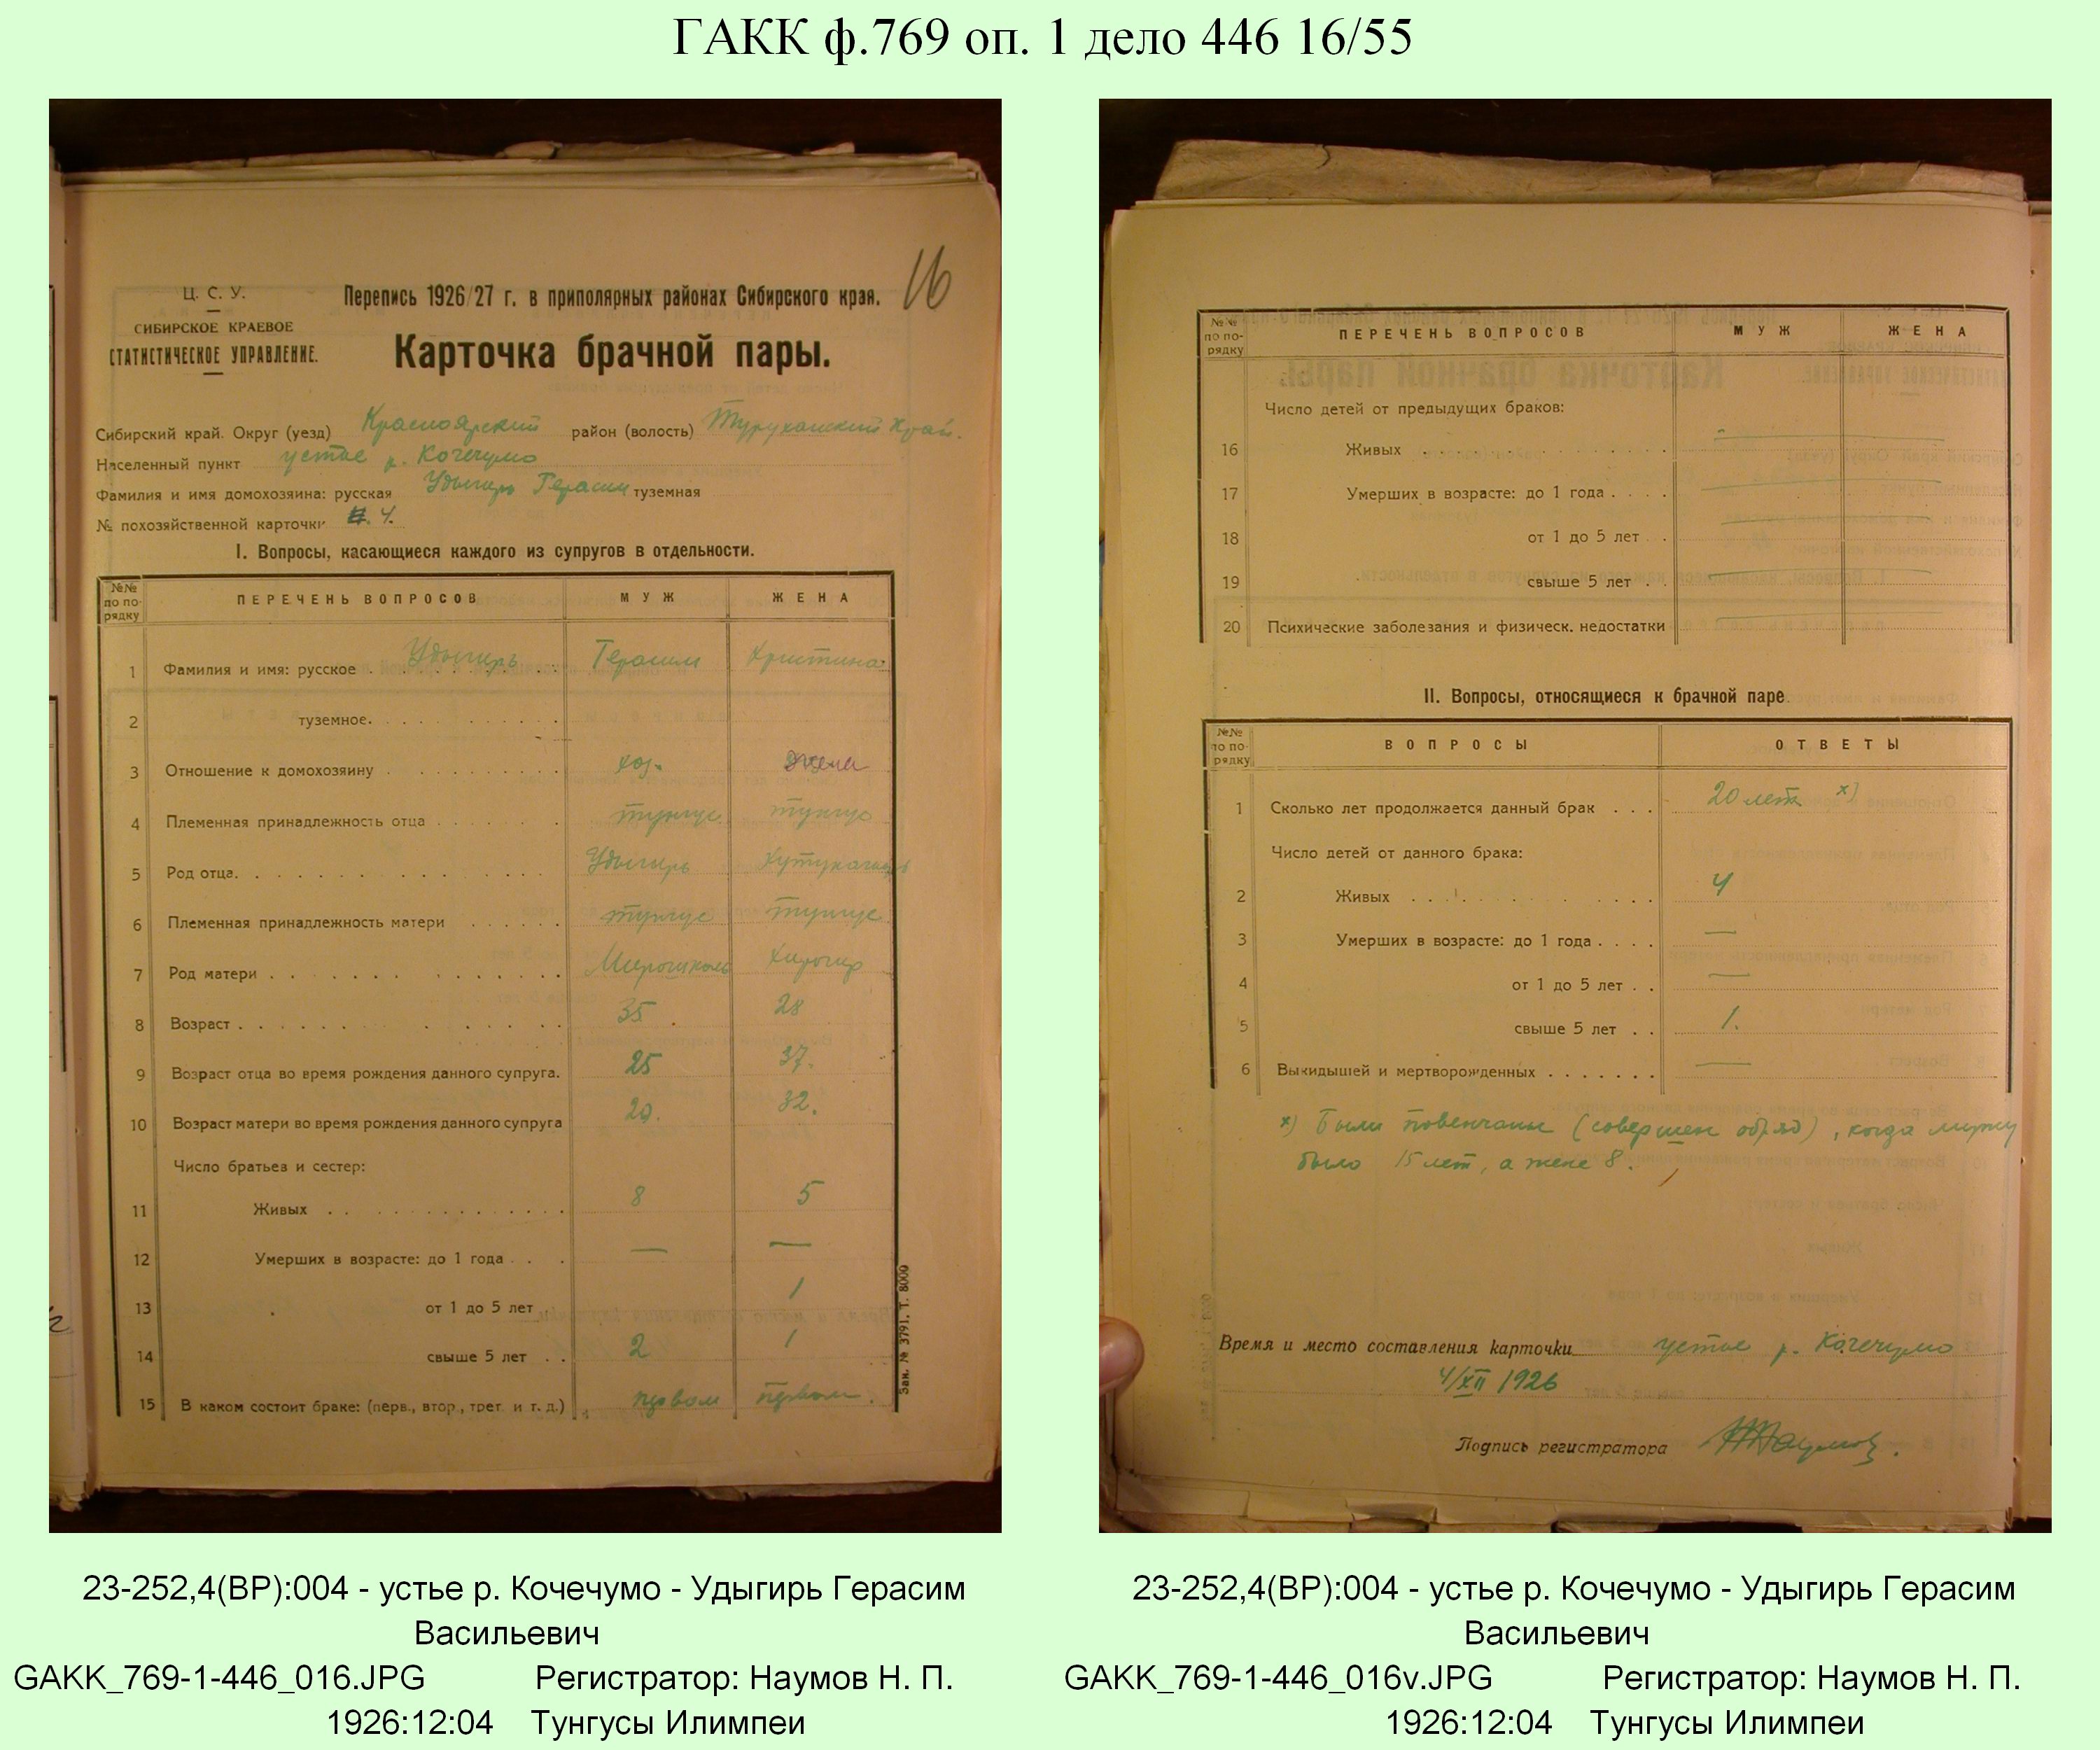 ГАКК ф.769 оп. 1 дело 446 16/55
16
Ц. С. У.
СИБИРСКОЕ КРАЕВОЕ
СТАТИСТИЧЕСКОЕ УПРАВЛЕНИЕ.
Перепись 1926/27 г. в приполярных районах Сибирского края.
Карточка брачной пары.
Сибирский край. Округ (уезд) Красноярский район (волость) Туруханский Край.
Населенный пункт устье р. Кочечумо
Фамилия и имя домохозяина: русская Удыгирь Герасим туземная
№ похозяйственной карточки 4.
I. Вопросы, касающиеся каждого из супругов в отдельности.
№№ по по-рядку ПЕРЕЧЕНЬ ВОПРОСОВ МУЖ ЖЕНА
1 Фамилия и имя: русское Удыгирь Герасим Христина
2 туземное.
3 Отношение к домохозяину хоз. жена
4 Племенная принадлежность отца тунгус тунгус
5 Род отца. Удыгирь
6 Племенная принадлежность матери тунгус тунгус
7 Род матери Хирогир
8 Возраст 35 28
9 Возраст отца во время рождения данного супруга. 25 37.
10 Возраст матери во время рождения данного супруга 20. 32.
Число братьев и сестер:
11 Живых 8 5
12 Умерших в возрасте: до 1 года — —
13 от 1 до 5 лет 1
14 свыше 5 лет 2 1
15 В каком состоит браке: (перв., втор., трет. и т. д.) первом первом.
Зак. № 3791. Т. 8000
№№ по по-рядку ПЕРЕЧЕНЬ ВОПРОСОВ МУЖ ЖЕНА
Число детей от предыдущих браков:
16 Живых
17 Умерших в возрасте: до 1 года
18 от 1 до 5 лет
19 свыше 5 лет
20 Психические заболезания и физическ. недостатки
II. Вопросы, относящиеся к брачной паре.
№№ по по-рядку ВОПРОСЫ ОТВЕТЫ
1 Сколько лет продолжается данный брак 20 лет х)
Число детей от данного брака:
2 Живых 4
3 Умерших в возрасте: до 1 года —
4 от 1 до 5 лет —
5 свыше 5 лет 1.
6 Выкидышей и мертворожденных —
х) Были повенчаны (совершен обряд), когда мужу
было 15 лет, а жене 8.
Время и место составления карточки устье р. Кочечумо
4/XII 1926
Подпись регистратора Наумов.
23-252,4(ВР):004 - устье р. Кочечумо - Удыгирь Герасим
Васильевич
GAKK_769-1-446_016.JPG Регистратор: Наумов Н. П.
1926:12:04 Тунгусы Илимпеи
23-252,4(ВР):004 - устье р. Кочечумо - Удыгирь Герасим
Васильевич
GAKK_769-1-446_016v.JPG Регистратор: Наумов Н. П.
1926:12:04 Тунгусы Илимпеи